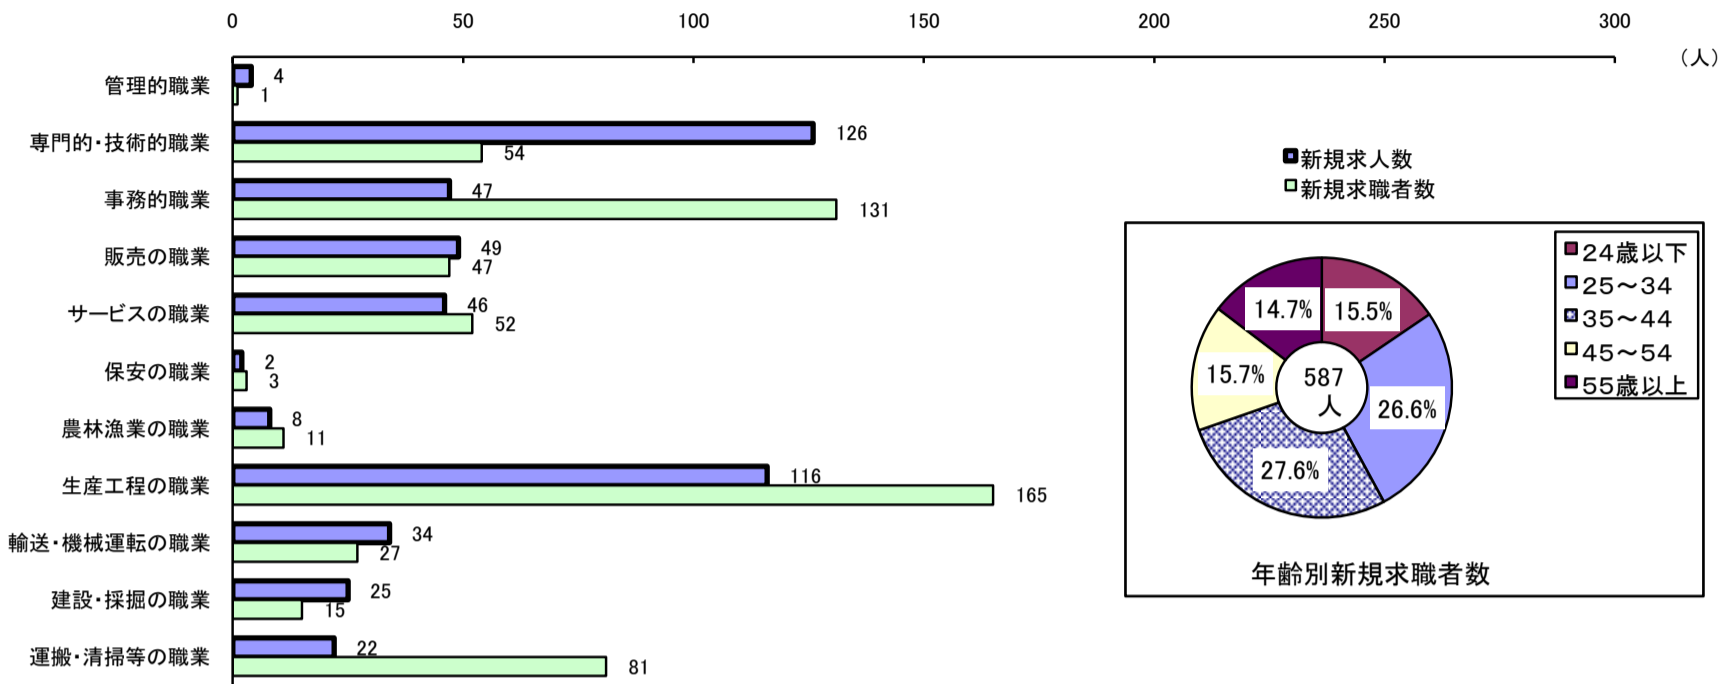 0 50 100 150 200 250 300
(人)
管理的職業 4
1
専門的・技術的職業 126
54
事務的職業 47
131
販売の職業 49
47
サービスの職業 46
52
保安の職業 2
3
農林漁業の職業 8
11
生産工程の職業 116
165
輸送・機械運転の職業 34
27
建設・採掘の職業 25
15
運搬・清掃等の職業 22
81
新規求人数
新規求職者数
24歳以下
25～34
35～44
45～54
55歳以上
14.7% 15.5%
15.7% 26.6%
27.6%
587
人
年齢別新規求職者数